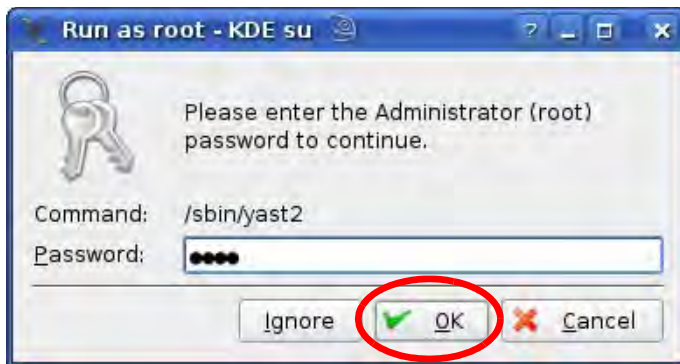 Run as root - KDE su
Please enter the Administrator (root)
password to continue.
Command: /sbin/yast2
Password: ●●●●
Ignore OK Cancel